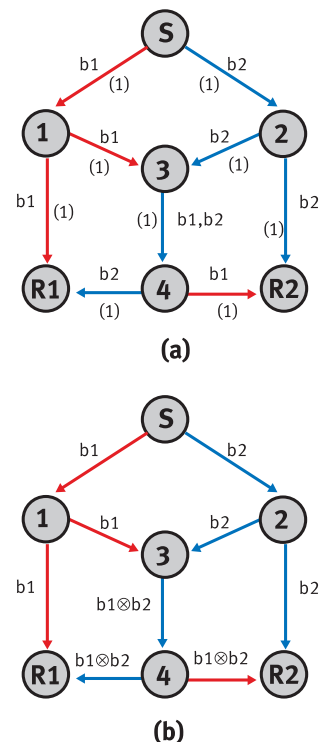 S
b1 b2
(1) (1)
1 b1 b2 2
(1) 3 (1)
b1 (1) (1) b1,b2 (1) b2
R1 b2 4 b1 R2
(1) (1)
(a)
S
b1 b2
1 b1 b2 2
3
b1 b1⊗b2 b2
R1 b1⊗b2 4 b1⊗b2 R2
(b)